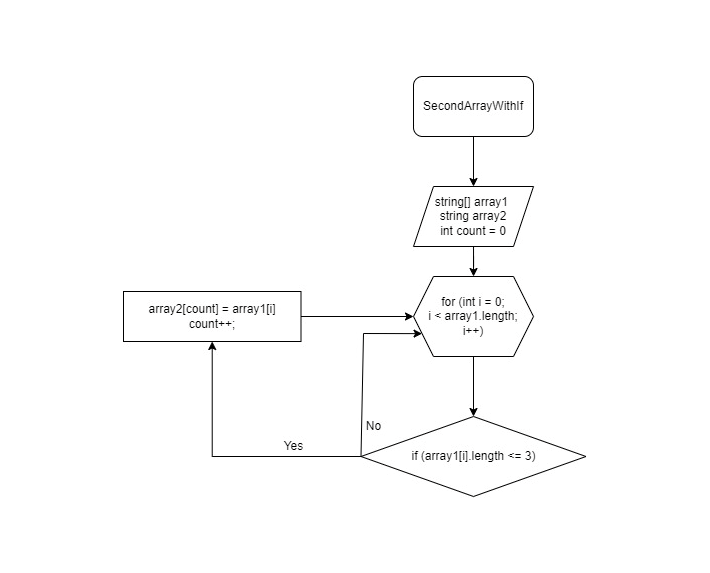 SecondArrayWithIf
string[] array1
string array2
int count = 0
for (int i = 0;
i < array1.length;
i++)
array2[count] = array1[i]
count++;
No
Yes
if (array1[i].length <= 3)